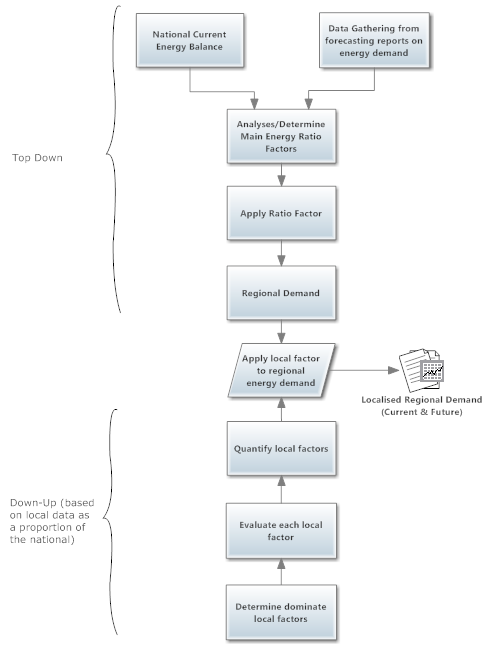 National Current
Energy Balance
Data Gathering from
forecasting reports on
energy demand
Analyses/Determine
Main Energy Ratio
Factors
Top Down
Apply Ratio Factor
Regional Demand
Apply local factor
to regional
energy demand
Localised Regional Demand
(Current & Future)
Quantify local factors
Down-Up (based
on local data as
a proportion of
the national)
Evaluate each local
factor
Determine dominate
local factors